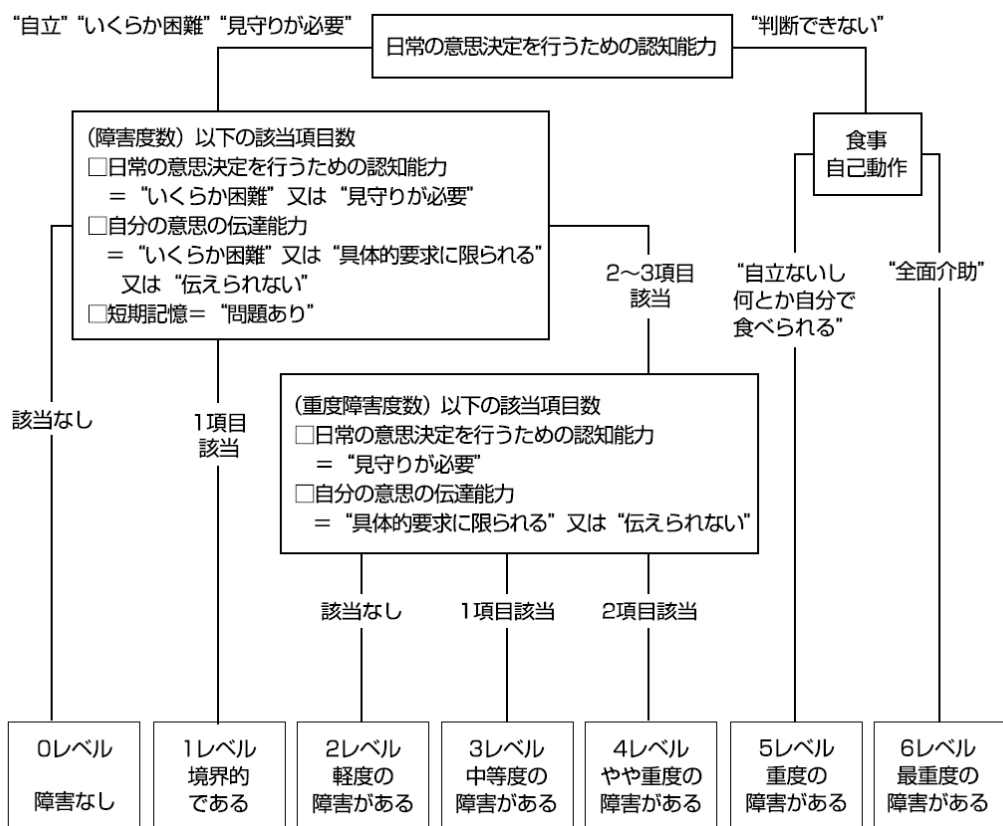 “自立”“いくらか困難”“見守りが必要”
日常の意思決定を行うための認知能力
“判断できない”
（障害度数）以下の該当項目数
□日常の意思決定を行うための認知能力
＝“いくらか困難”又は“見守りが必要”
□自分の意思の伝達能力
＝“いくらか困難”又は“具体的要求に限られる”
又は“伝えられない”
□短期記憶＝“問題あり”
食事
自己動作
2〜3項目
該当
“自立ないし
何とか自分で
食べられる”
“全面介助”
該当なし
1項目
該当
（重度障害度数）以下の該当項目数
□日常の意思決定を行うための認知能力
＝“見守りが必要”
□自分の意思の伝達能力
＝“具体的要求に限られる”又は“伝えられない”
該当なし
1項目該当
2項目該当
0レベル
障害なし
1レベル
境界的
である
2レベル
軽度の
障害がある
3レベル
中等度の
障害がある
4レベル
やや重度の
障害がある
5レベル
重度の
障害がある
6レベル
最重度の
障害がある